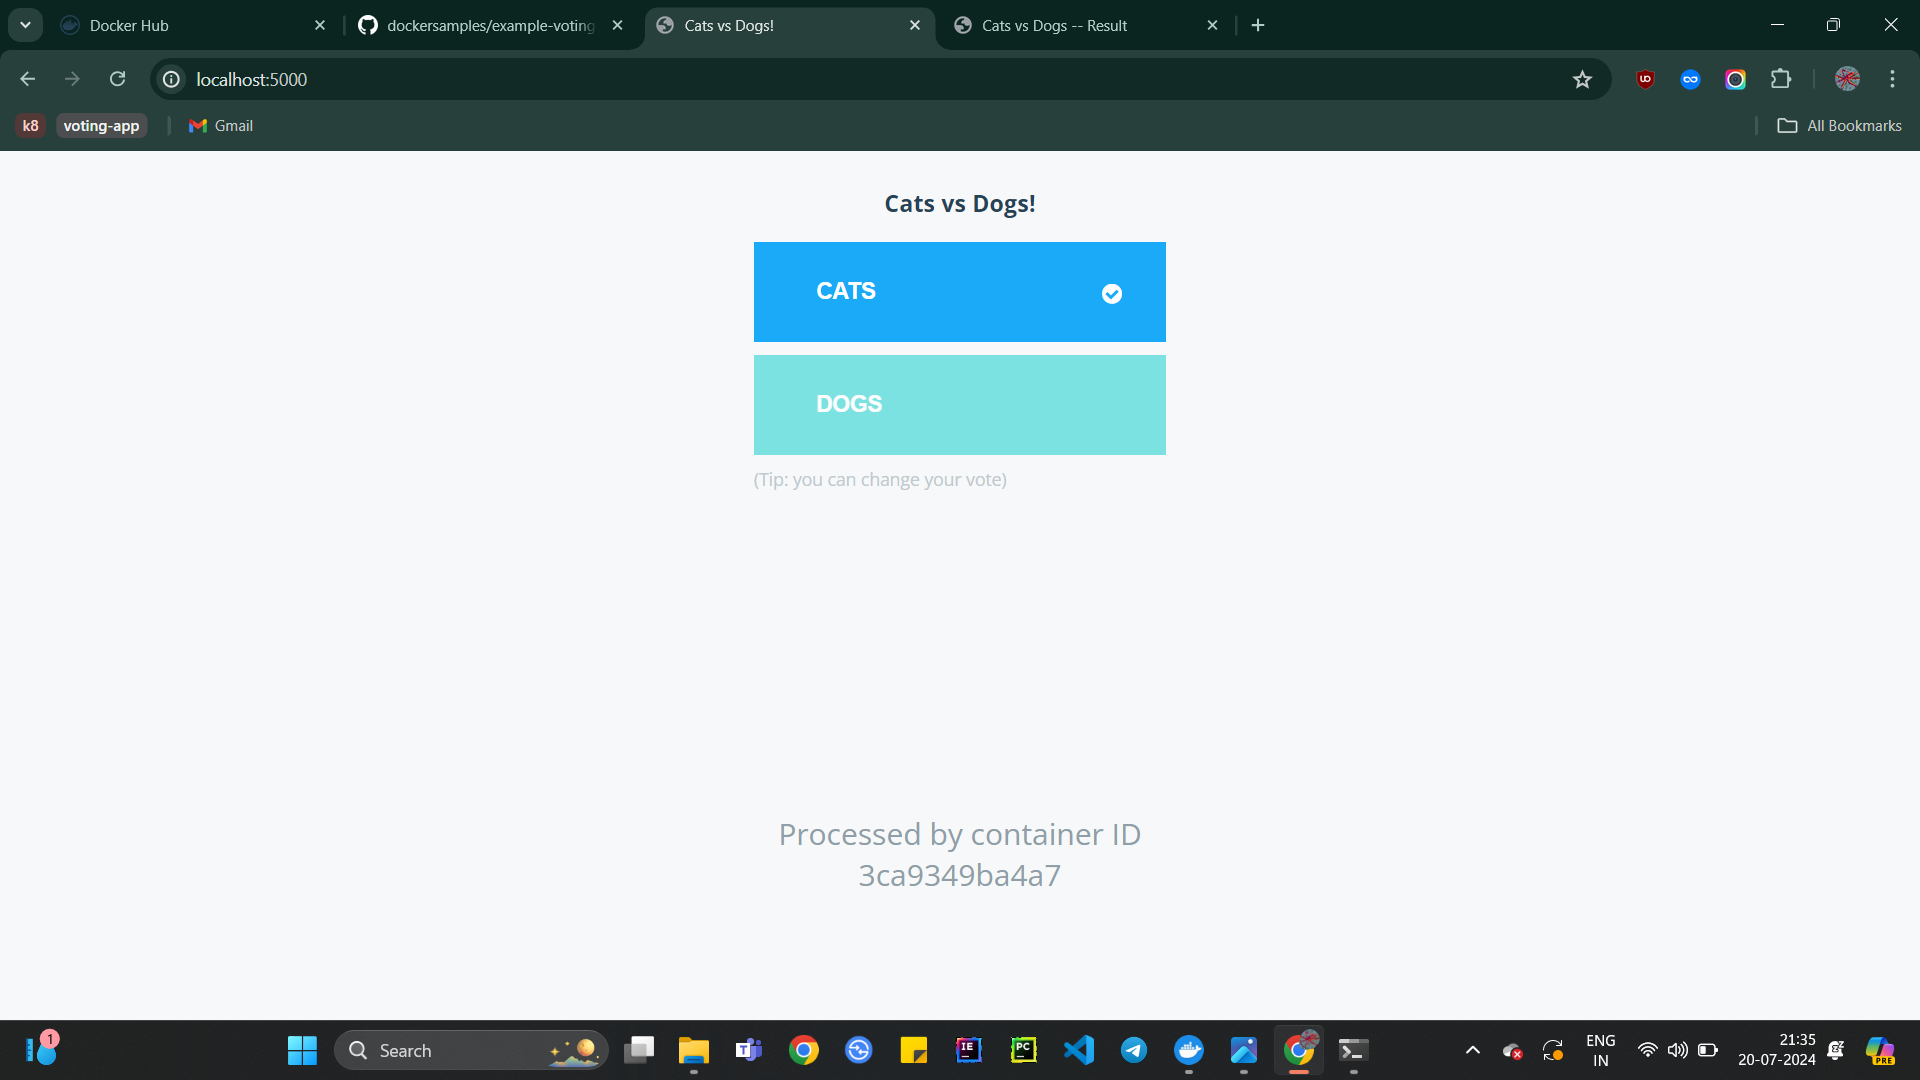 Docker Hub
dockersamples/example-voting
Cats vs Dogs!
Cats vs Dogs -- Result
localhost:5000
k8
voting-app
Gmail
All Bookmarks
Cats vs Dogs!
CATS
DOGS
(Tip: you can change your vote)
Processed by container ID
3ca9349ba4a7
1
Search
ENG
IN
21:35
20-07-2024
PRE